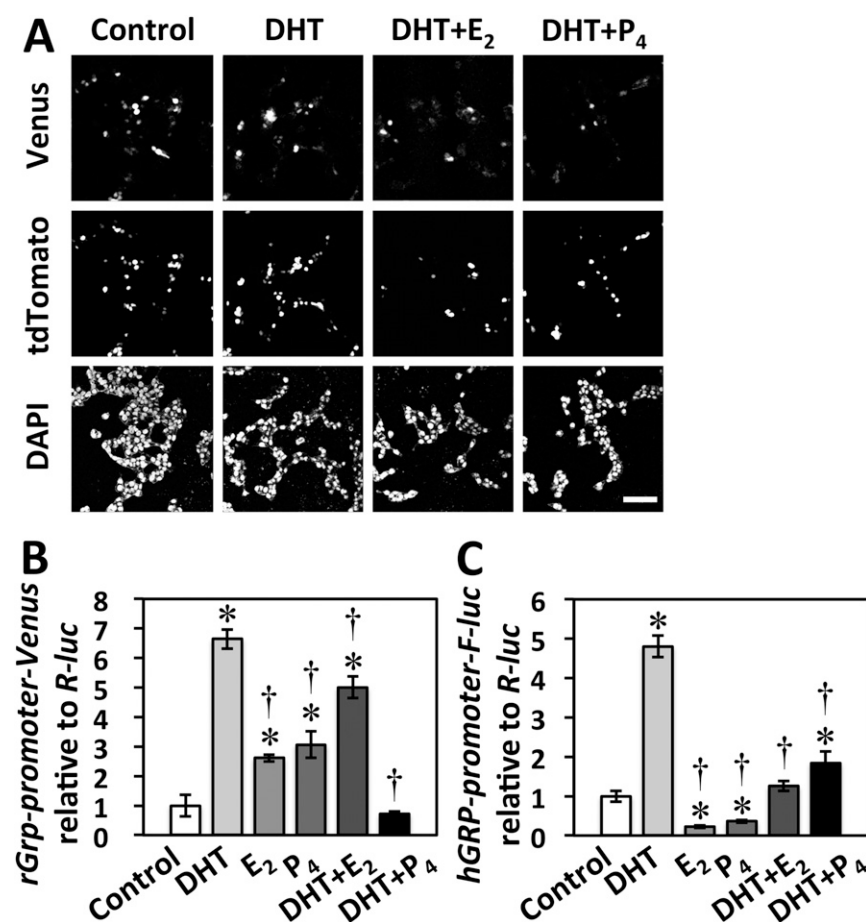 A
Control DHT DHT+E₂ DHT+P₄
Venus
tdTomato
DAPI
B
rGrp-promoter-Venus
relative to R-luc
8
7
6
5
4
3
2
1
0
*
†
*
†
*
†
*
†
Control DHT E₂ P₄ DHT+E₂ DHT+P₄
C
hGRP-promoter-F-luc
relative to R-luc
6
5
4
3
2
1
0
*
†
*
†
*
†
†
*
Control DHT E₂ P₄ DHT+E₂ DHT+P₄